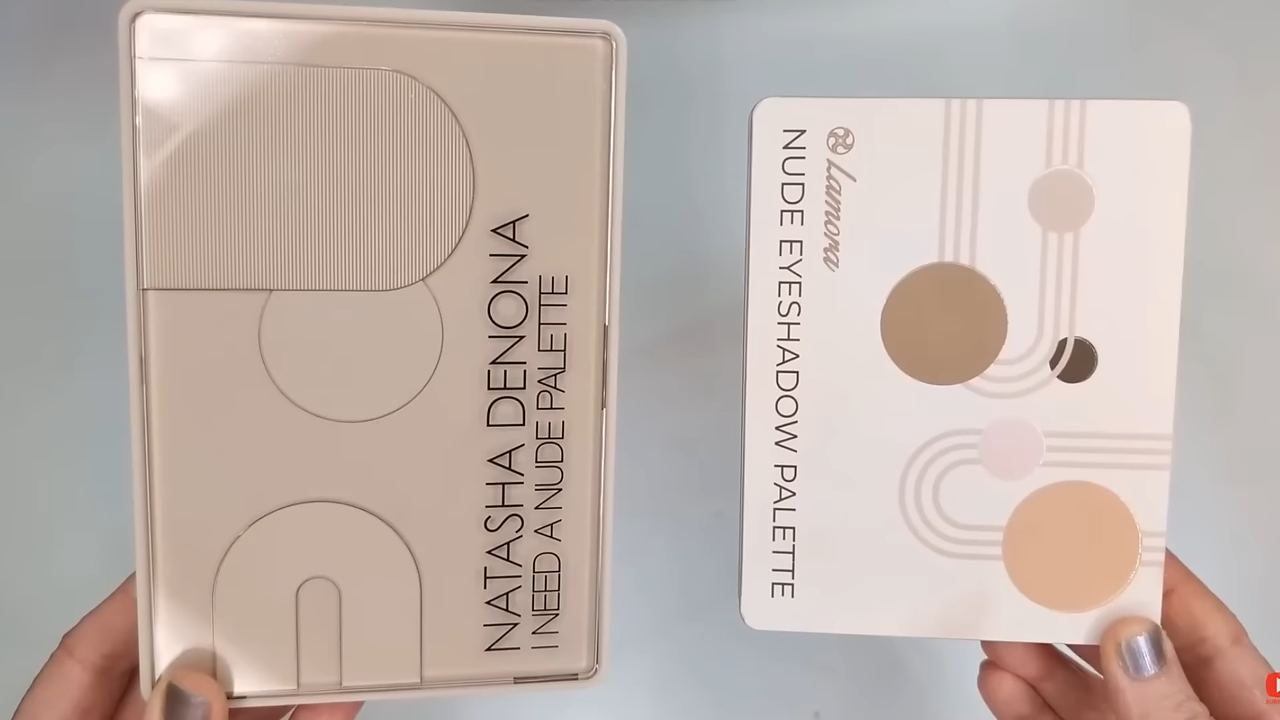 NATASHA DENONA
I NEED A NUDE PALETTE
Lamora
NUDE EYESHADOW PALETTE